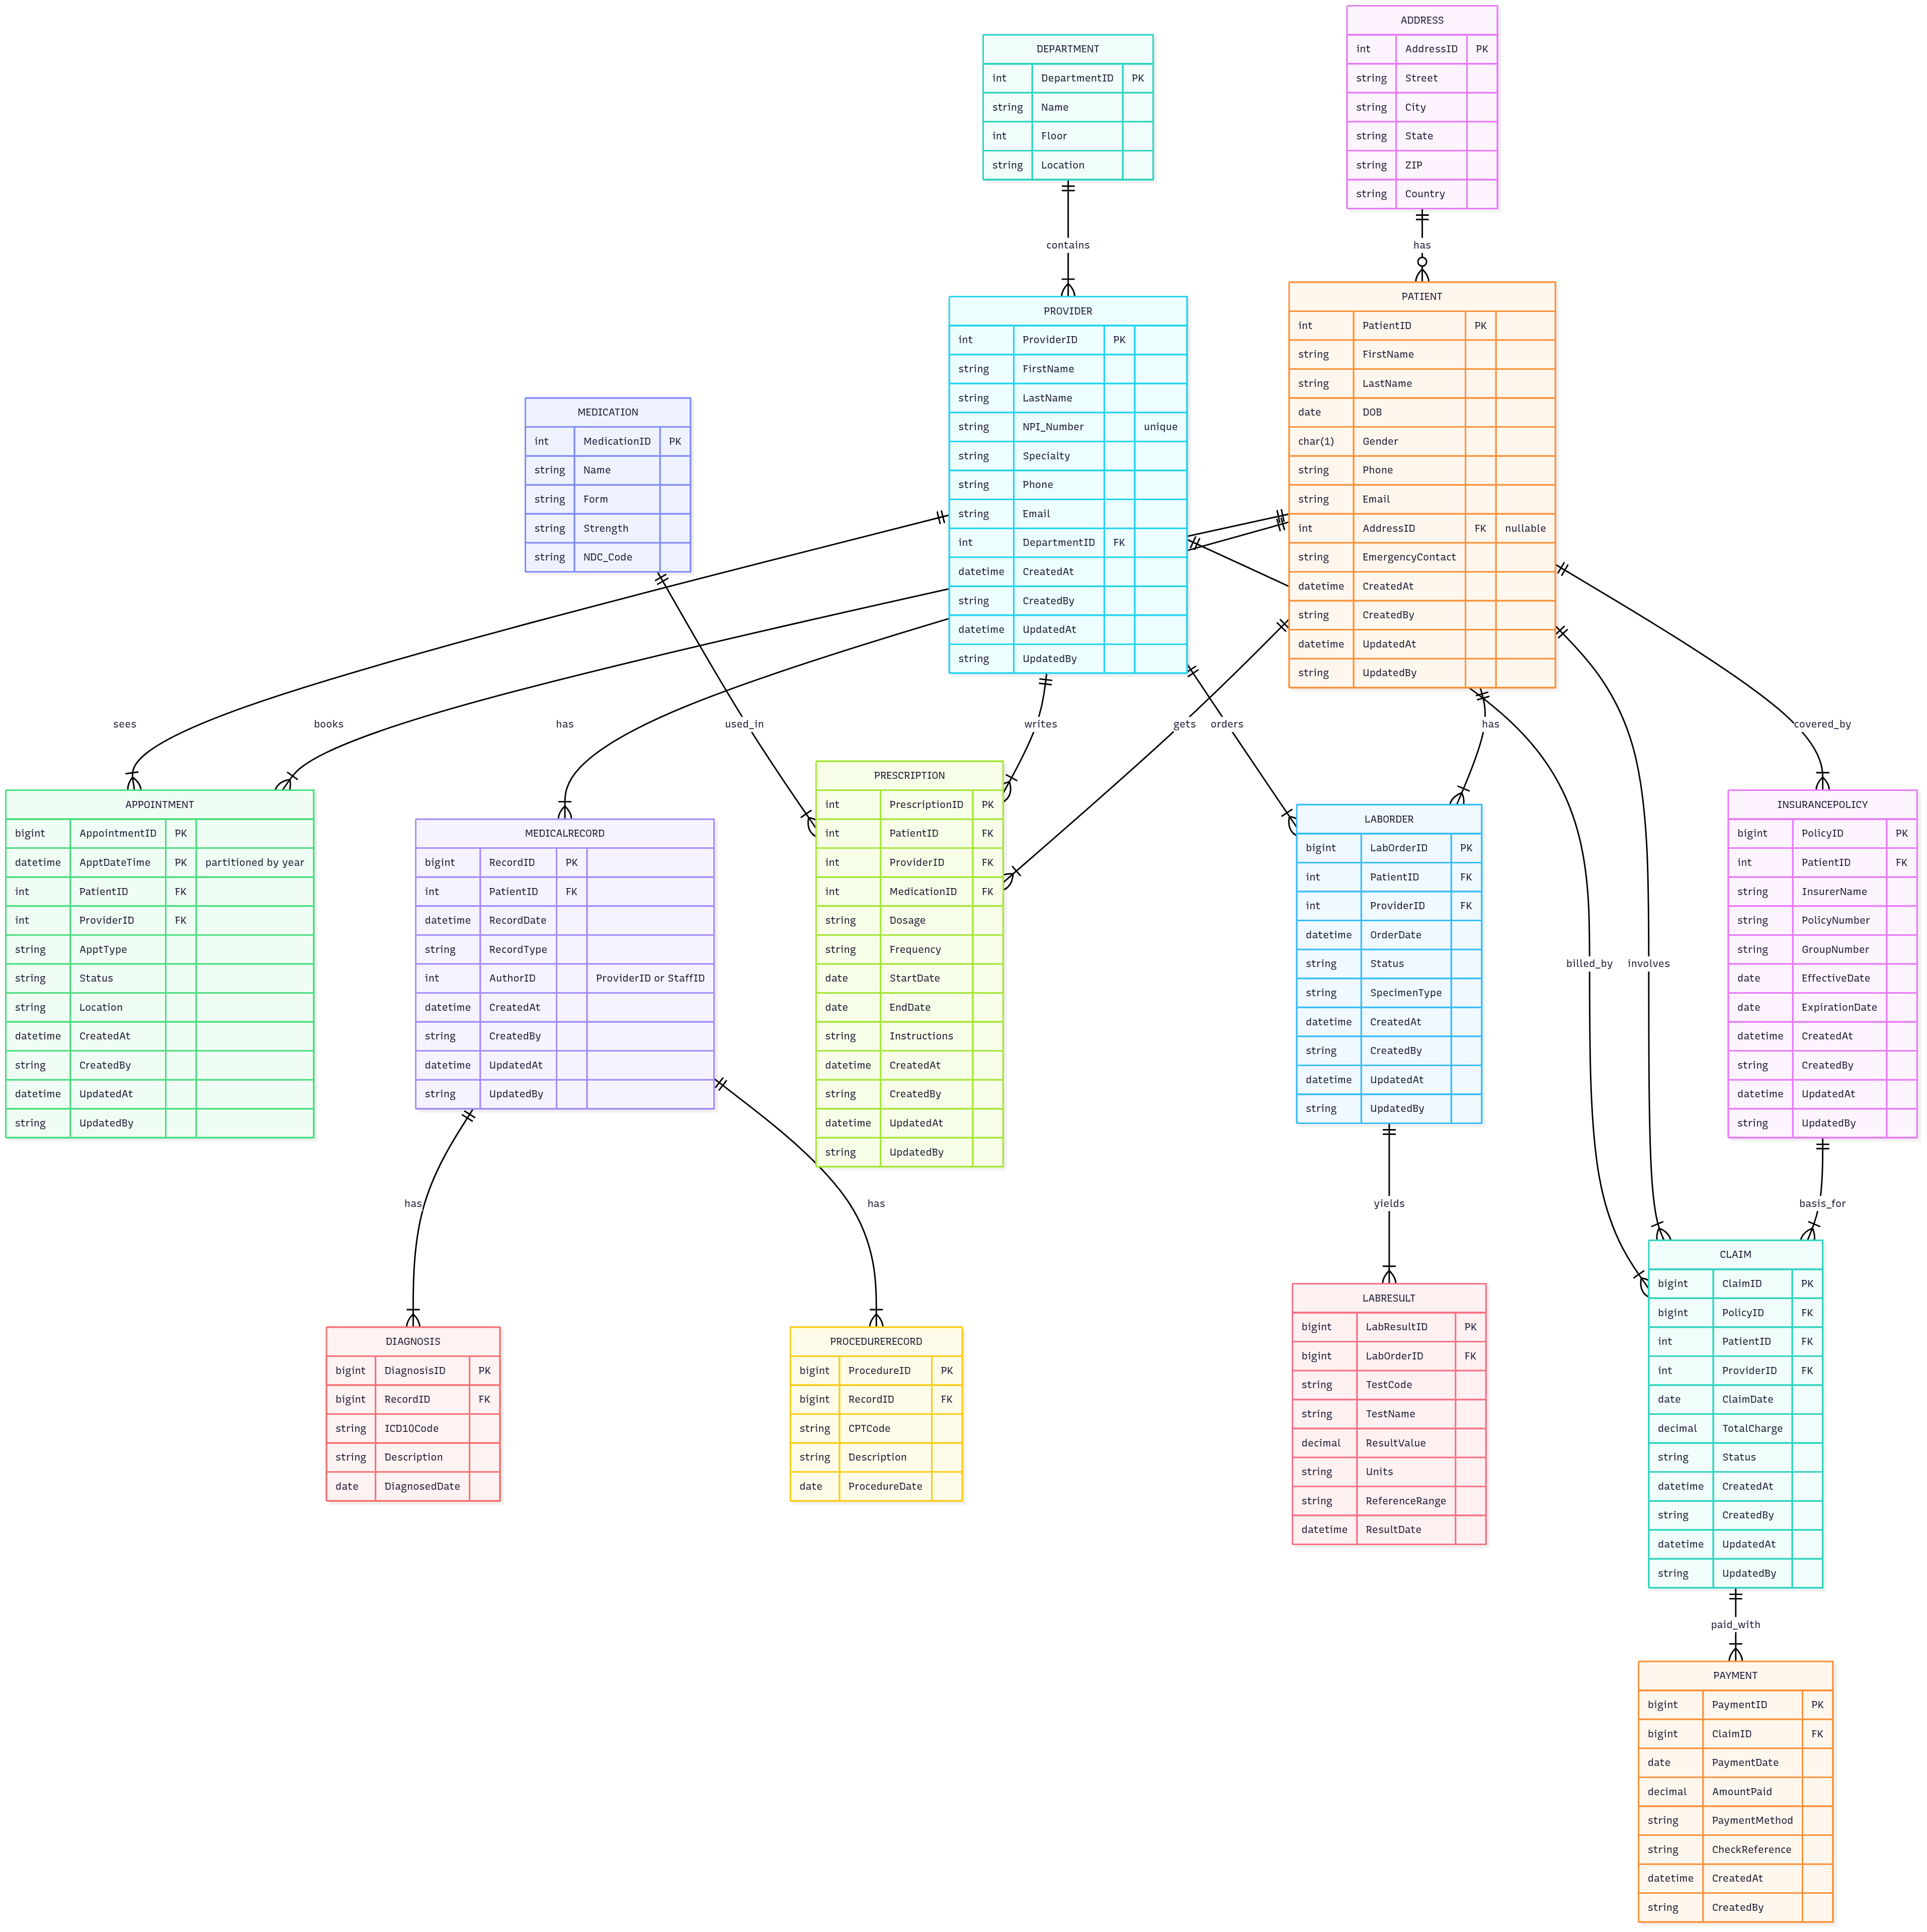 ADDRESS
int AddressID PK
string Street
string City
string State
string ZIP
string Country
DEPARTMENT
int DepartmentID PK
string Name
int Floor
string Location
contains
has
PROVIDER
int ProviderID PK
string FirstName
string LastName
string NPI_Number unique
string Specialty
string Phone
string Email
int DepartmentID FK
datetime CreatedAt
string CreatedBy
datetime UpdatedAt
string UpdatedBy
PATIENT
int PatientID PK
string FirstName
string LastName
date DOB
char(1) Gender
string Phone
string Email
int AddressID FK nullable
string EmergencyContact
datetime CreatedAt
string CreatedBy
datetime UpdatedAt
string UpdatedBy
MEDICATION
int MedicationID PK
string Name
string Form
string Strength
string NDC_Code
sees
books
has
used_in
writes
gets
orders
has
covered_by
APPOINTMENT
bigint AppointmentID PK
datetime ApptDateTime PK partitioned by year
int PatientID FK
int ProviderID FK
string ApptType
string Status
string Location
datetime CreatedAt
string CreatedBy
datetime UpdatedAt
string UpdatedBy
MEDICALRECORD
bigint RecordID PK
int PatientID FK
datetime RecordDate
string RecordType
int AuthorID ProviderID or StaffID
datetime CreatedAt
string CreatedBy
datetime UpdatedAt
string UpdatedBy
PRESCRIPTION
int PrescriptionID PK
int PatientID FK
int ProviderID FK
int MedicationID FK
string Dosage
string Frequency
date StartDate
date EndDate
string Instructions
datetime CreatedAt
string CreatedBy
datetime UpdatedAt
string UpdatedBy
LABORDER
bigint LabOrderID PK
int PatientID FK
int ProviderID FK
datetime OrderDate
string Status
string SpecimenType
datetime CreatedAt
string CreatedBy
datetime UpdatedAt
string UpdatedBy
billed_by
involves
INSURANCEPOLICY
bigint PolicyID PK
int PatientID FK
string InsurerName
string PolicyNumber
string GroupNumber
date EffectiveDate
date ExpirationDate
datetime CreatedAt
string CreatedBy
datetime UpdatedAt
string UpdatedBy
has
has
yields
basis_for
DIAGNOSIS
bigint DiagnosisID PK
bigint RecordID FK
string ICD10Code
string Description
date DiagnosedDate
PROCEDURERECORD
bigint ProcedureID PK
bigint RecordID FK
string CPTCode
string Description
date ProcedureDate
LABRESULT
bigint LabResultID PK
bigint LabOrderID FK
string TestCode
string TestName
decimal ResultValue
string Units
string ReferenceRange
datetime ResultDate
CLAIM
bigint ClaimID PK
bigint PolicyID FK
int PatientID FK
int ProviderID FK
date ClaimDate
decimal TotalCharge
string Status
datetime CreatedAt
string CreatedBy
datetime UpdatedAt
string UpdatedBy
paid_with
PAYMENT
bigint PaymentID PK
bigint ClaimID FK
date PaymentDate
decimal AmountPaid
string PaymentMethod
string CheckReference
datetime CreatedAt
string CreatedBy